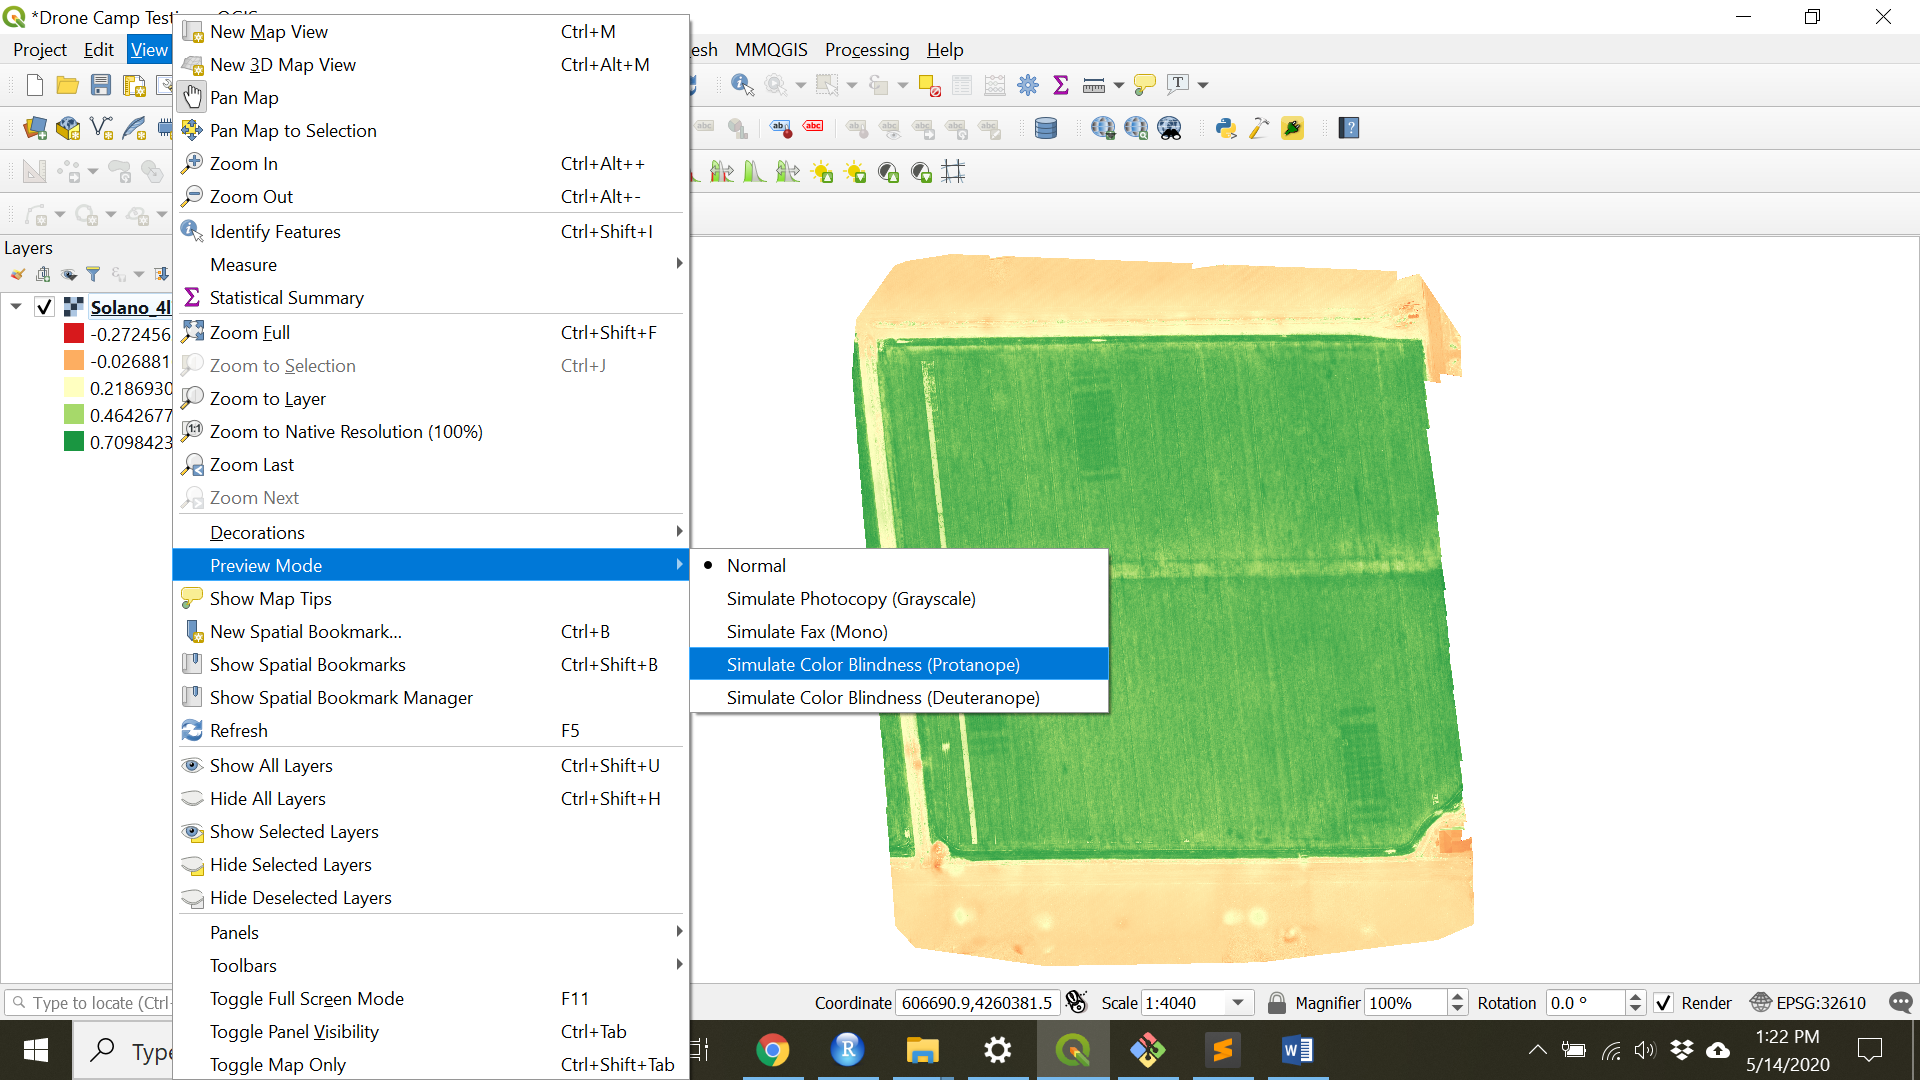 *Drone Camp Testi
Project Edit View esh MMQGIS Processing Help
New Map View Ctrl+M
New 3D Map View Ctrl+Alt+M
Pan Map
Pan Map to Selection
Zoom In Ctrl+Alt++
Zoom Out Ctrl+Alt+-
Identify Features Ctrl+Shift+I
Measure
Statistical Summary
Zoom Full Ctrl+Shift+F
Zoom to Selection Ctrl+J
Zoom to Layer
Zoom to Native Resolution (100%)
Zoom Last
Zoom Next
Decorations
Preview Mode
Show Map Tips
New Spatial Bookmark... Ctrl+B
Show Spatial Bookmarks Ctrl+Shift+B
Show Spatial Bookmark Manager
Refresh F5
Show All Layers Ctrl+Shift+U
Hide All Layers Ctrl+Shift+H
Show Selected Layers
Hide Selected Layers
Hide Deselected Layers
Panels
Toolbars
Toggle Full Screen Mode F11
Toggle Panel Visibility Ctrl+Tab
Toggle Map Only Ctrl+Shift+Tab
Normal
Simulate Photocopy (Grayscale)
Simulate Fax (Mono)
Simulate Color Blindness (Protanope)
Simulate Color Blindness (Deuteranope)
Layers
Solano_4l
-0.272456
-0.026881
0.2186930
0.4642677
0.7098423
Type to locate (Ctrl+
Coordinate 606690.9,4260381.5 Scale 1:4040 Magnifier 100% Rotation 0.0 ° Render EPSG:32610
Type
1:22 PM
5/14/2020